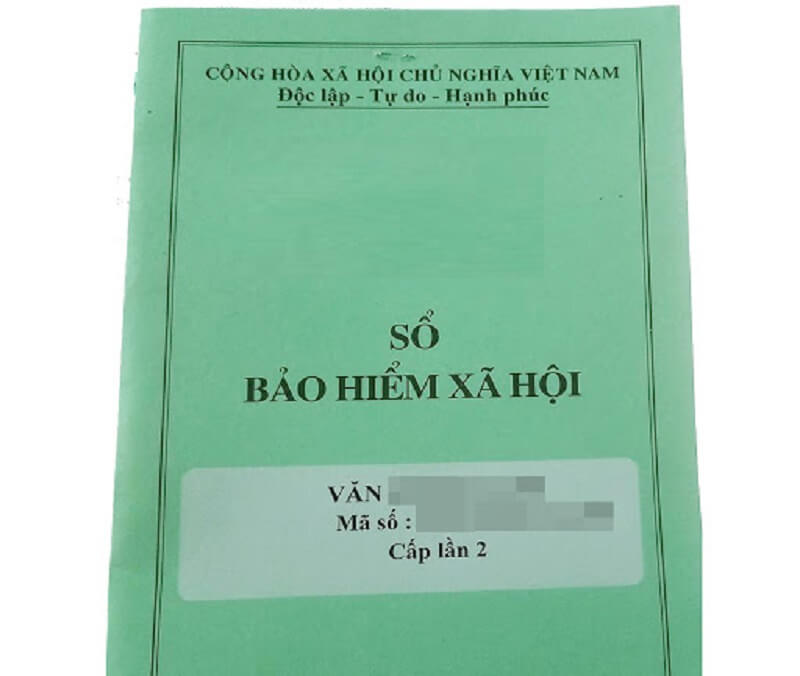 CỘNG HÒA XÃ HỘI CHỦ NGHĨA VIỆT NAM
Độc lập - Tự do - Hạnh phúc
SỔ
BẢO HIỂM XÃ HỘI
VĂN
Mã số :
Cấp lần 2